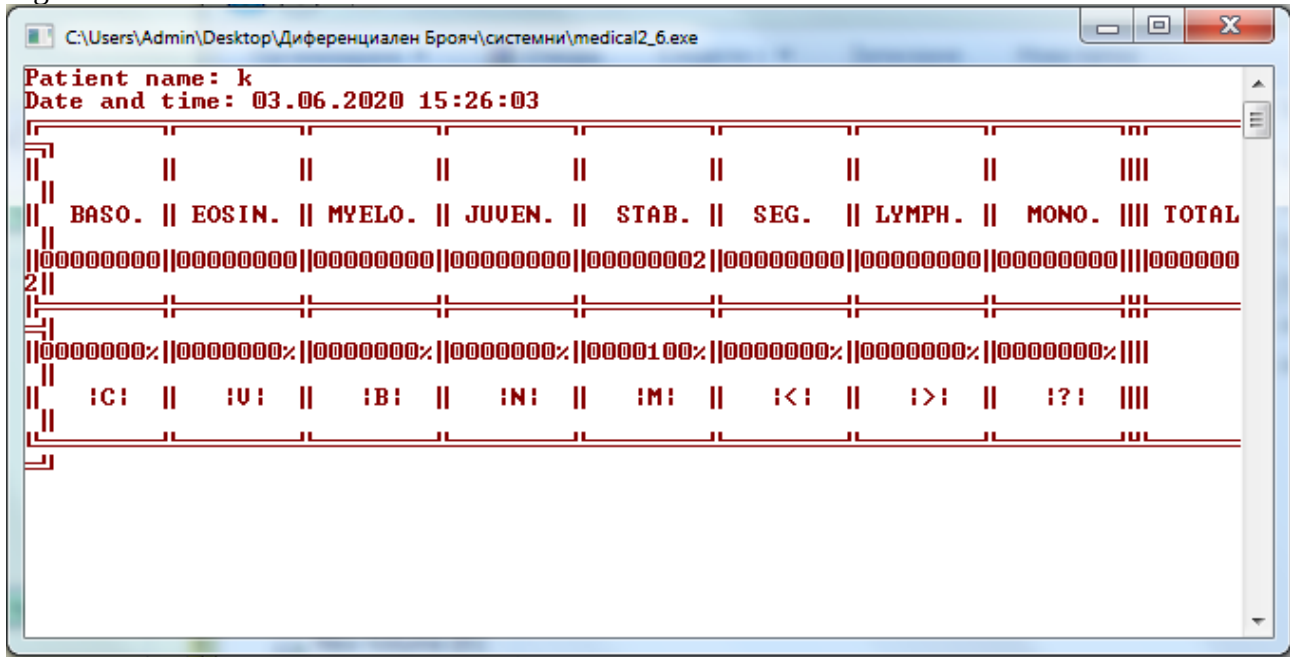 C:\Users\Admin\Desktop\Диференциален Брояч\системни\medical2_6.exe
Patient name: k
Date and time: 03.06.2020 15:26:03
╔════════╦╦════════╦╦════════╦╦════════╦╦════════╦╦════════╦╦════════╦╦════════╦╦╦══════
══╗
|| || || || || || || || ||||
||
|| BASO. || EOSIN. || MYELO. || JUVEN. || STAB. || SEG. || LYMPH. || MONO. |||| TOTAL
||
||00000000||00000000||00000000||00000000||00000002||00000000||00000000||00000000||||000000
2||
||0000000%||0000000%||0000000%||0000000%||0000100%||0000000%||0000000%||0000000%||||
||
|| |C| || |V| || |B| || |N| || |M| || |<| || |>| || |?| ||||
||